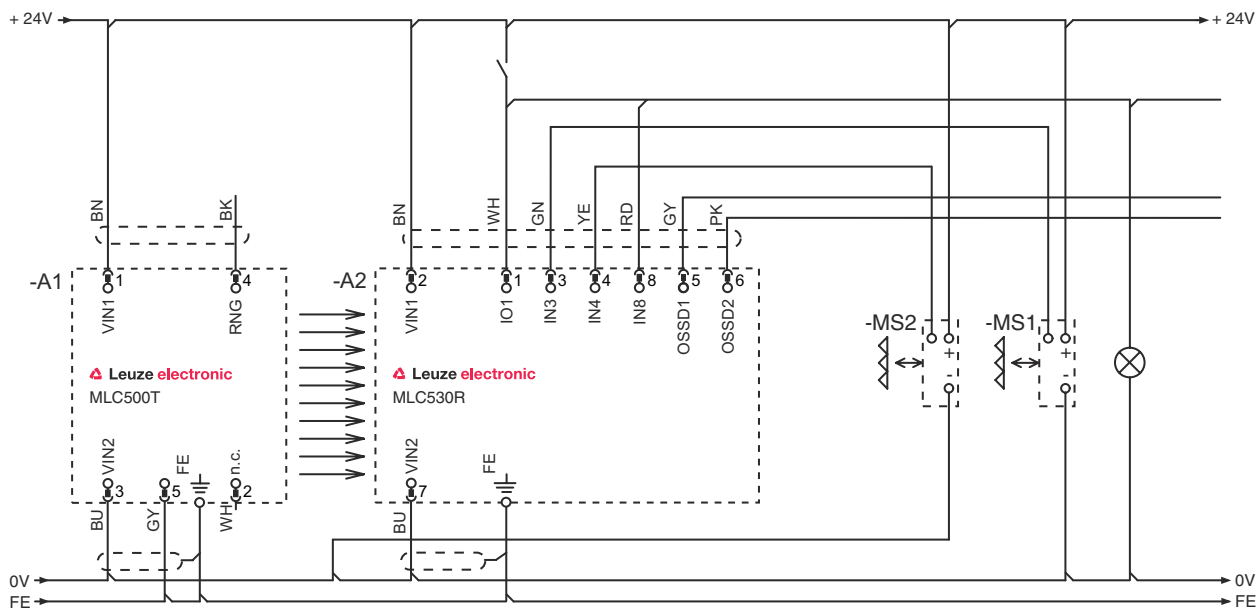 + 24V
+ 24V
BN
BK
BN
WH
GN
YE
RD
GY
PK
-A1
1
4
-A2
2
1
3
4
8
5
6
VIN1
RNG
VIN1
IO1
IN3
IN4
IN8
OSSD1
OSSD2
-MS2
-MS1
+
+
-
-
Leuze electronic
MLC500T
Leuze electronic
MLC530R
VIN2
FE
n.c.
VIN2
FE
3
5
2
7
BU
GY
WH
BU
0V
0V
FE
FE